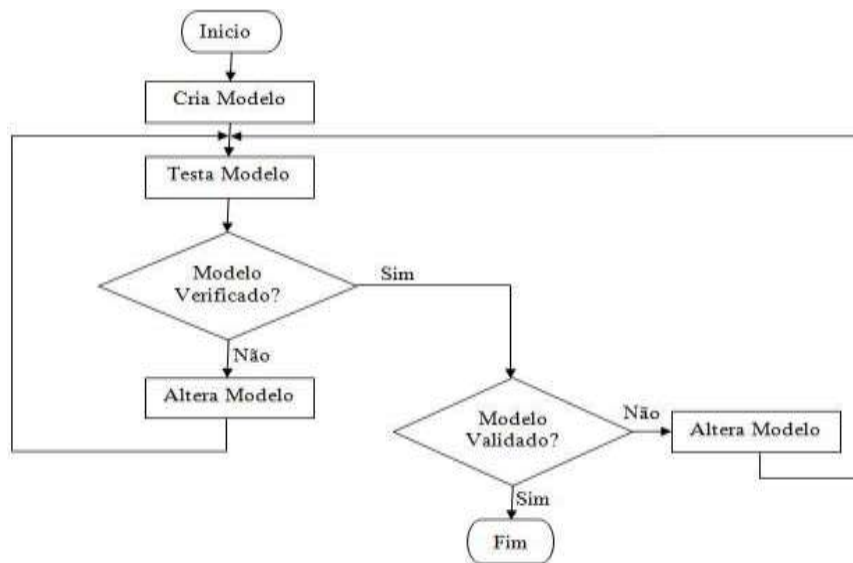 Inicio
Cria Modelo
Testa Modelo
Modelo
Verificado?
Sim
Não
Altera Modelo
Modelo
Validado?
Não
Altera Modelo
Sim
Fim